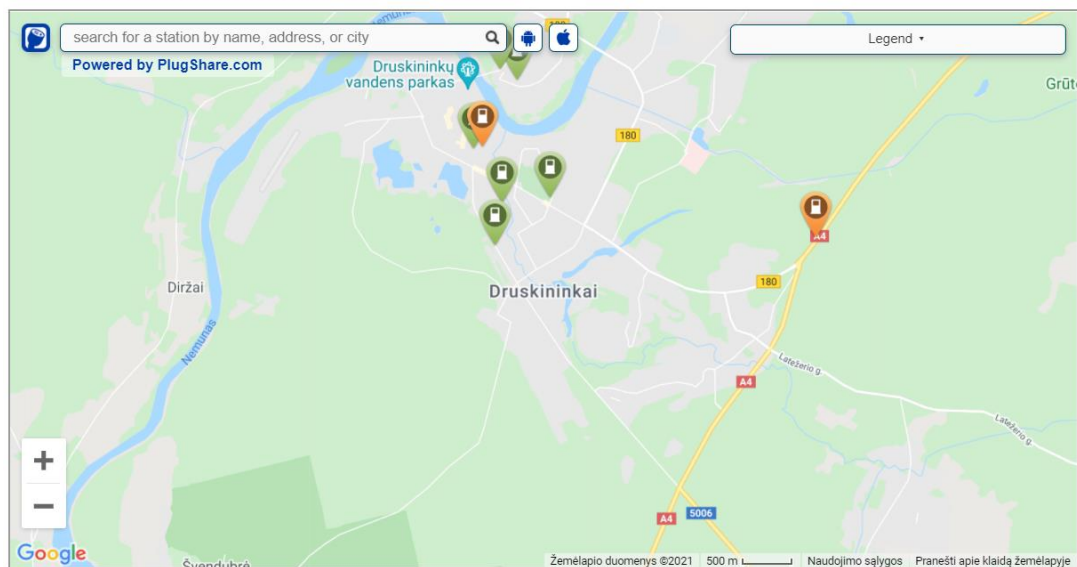 search for a station by name, address, or city
Legend
Powered by PlugShare.com
Druskininkų
vandens parkas
180
A4
Diržai
Druskininkai
180
Nemunas
Latežerio g.
A4
Latežerio g.
A4
5006
Google
Žemėlapio duomenys ©2021
500 m
Naudojimo sąlygos
Pranešti apie klaidą žemėlapyje